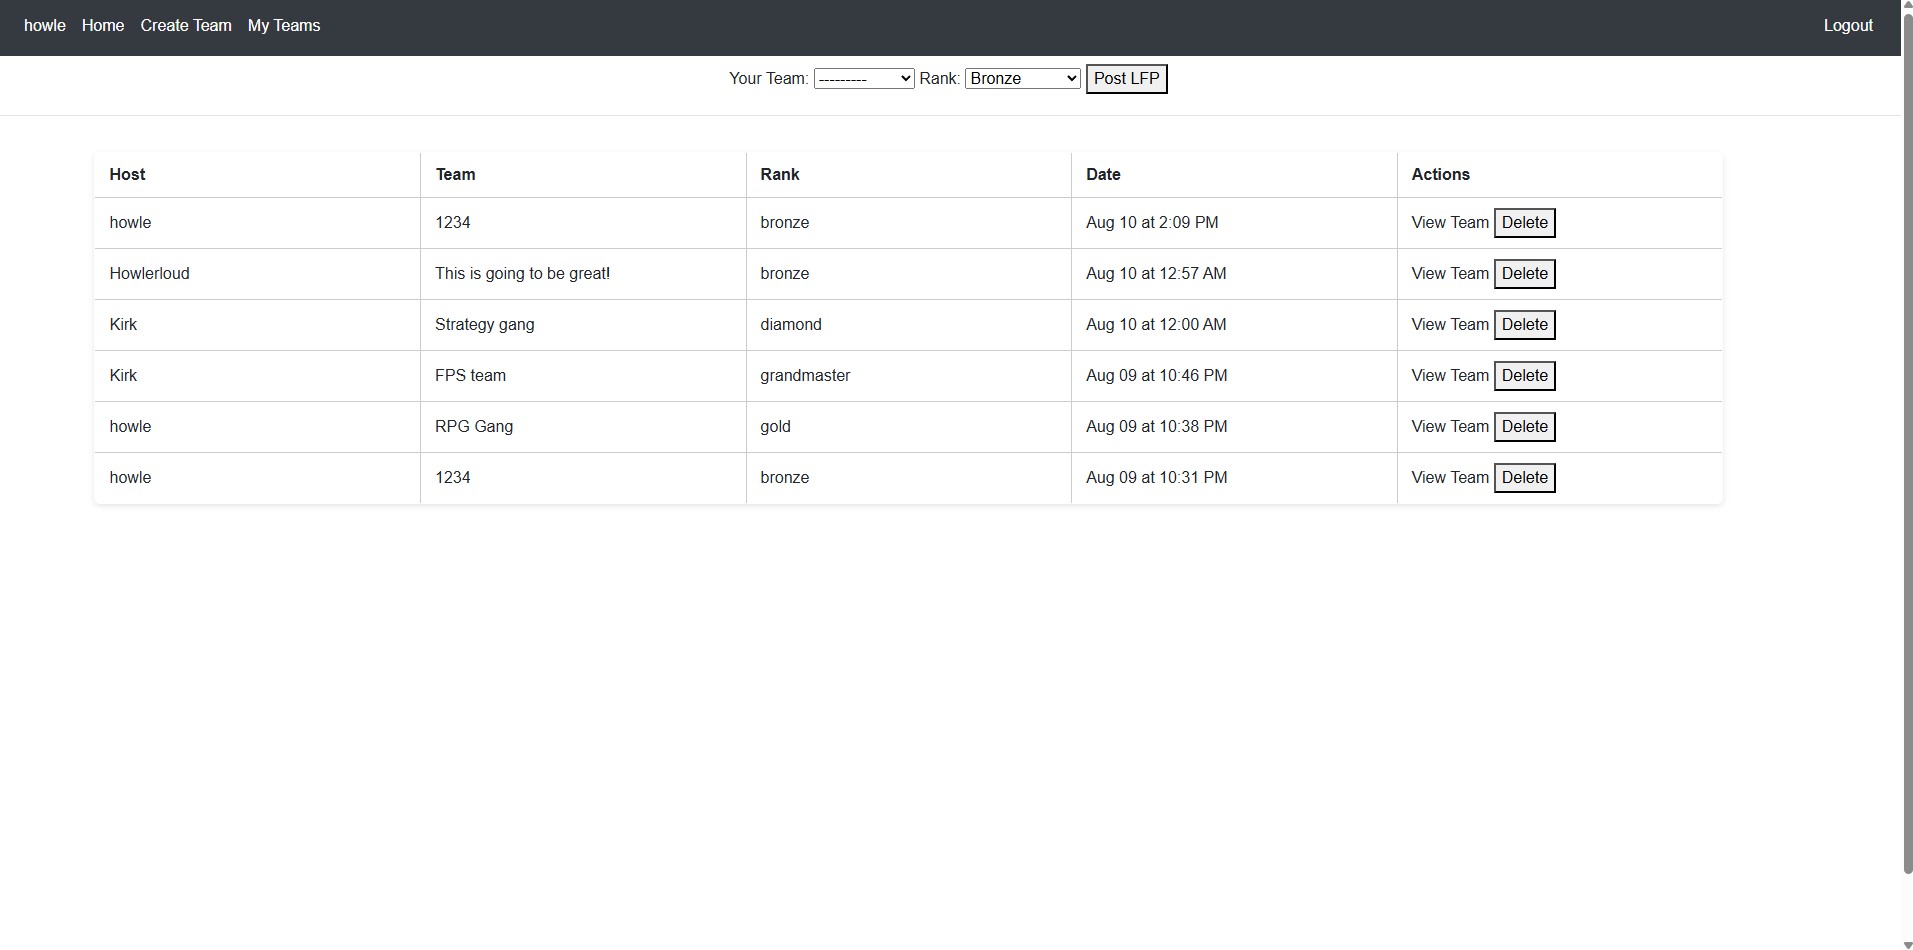 howle Home Create Team My Teams Logout
Your Team: --------- Rank: Bronze Post LFP
Host Team Rank Date Actions
howle 1234 bronze Aug 10 at 2:09 PM View Team Delete
Howlerloud This is going to be great! bronze Aug 10 at 12:57 AM View Team Delete
Kirk Strategy gang diamond Aug 10 at 12:00 AM View Team Delete
Kirk FPS team grandmaster Aug 09 at 10:46 PM View Team Delete
howle RPG Gang gold Aug 09 at 10:38 PM View Team Delete
howle 1234 bronze Aug 09 at 10:31 PM View Team Delete